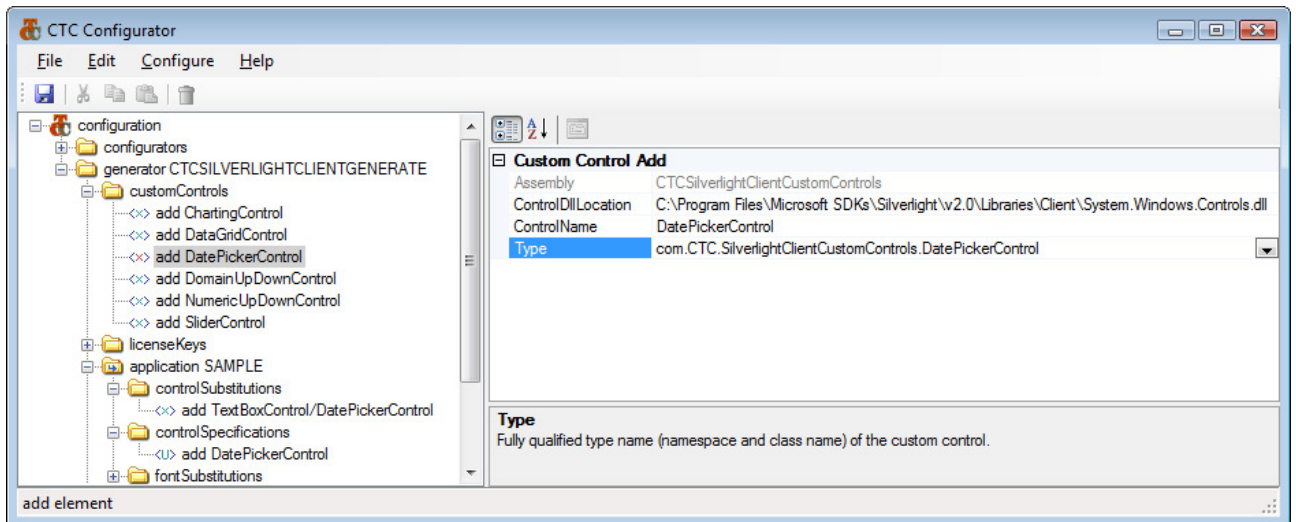 CTC Configurator
File Edit Configure Help
configuration
configurators
generator CTCSILVERLIGHTCLIENTGENERATE
customControls
<x> add ChartingControl
<x> add DataGridControl
<x> add DatePickerControl
<x> add DomainUpDownControl
<x> add NumericUpDownControl
<x> add SliderControl
licenseKeys
application SAMPLE
controlSubstitutions
<x> add TextBoxControl/DatePickerControl
controlSpecifications
<U> add DatePickerControl
fontSubstitutions
Custom Control Add
Assembly CTCSilverlightClientCustomControls
ControlDllLocation C:\Program Files\Microsoft SDKs\Silverlight\v2.0\Libraries\Client\System.Windows.Controls.dll
ControlName DatePickerControl
Type com.CTC.SilverlightClientCustomControls.DatePickerControl
Type
Fully qualified type name (namespace and class name) of the custom control.
add element